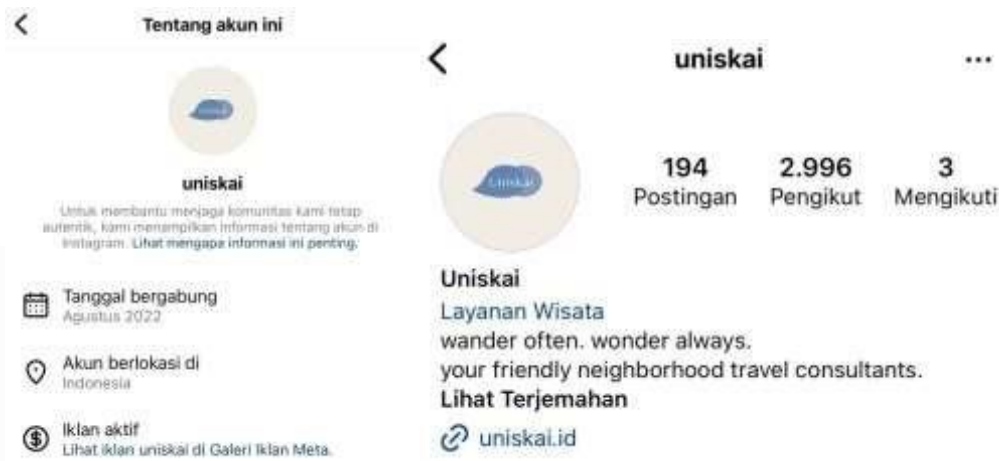 Tentang akun ini
uniskai
Untuk membantu menjaga komunitas kami tetap
autentik, kami menampilkan informasi tentang akun di
Instagram. Lihat mengapa informasi ini penting.
Tanggal bergabung
Agustus 2022
Akun berlokasi di
Indonesia
Iklan aktif
Lihat iklan uniskai di Galeri Iklan Meta.
uniskai
Uniskai
194
Postingan
2.996
Pengikut
3
Mengikuti
Uniskai
Layanan Wisata
wander often. wonder always.
your friendly neighborhood travel consultants.
Lihat Terjemahan
uniskai.id